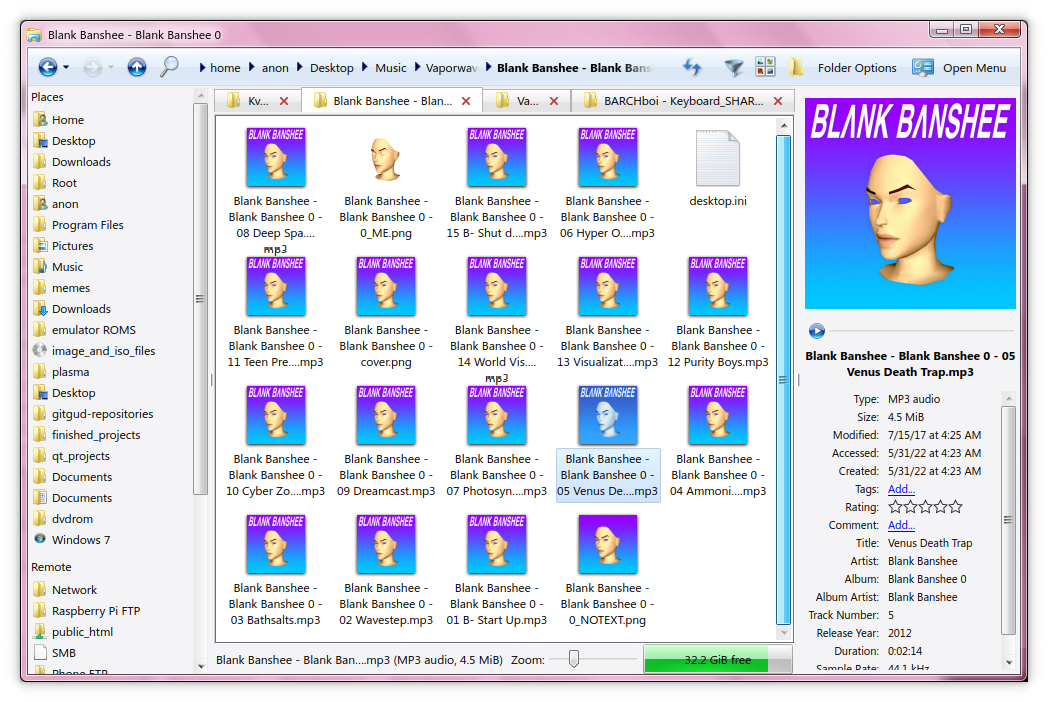 Blank Banshee - Blank Banshee 0
home
anon
Desktop
Music
Vaporwav
Blank Banshee - Blank Bans
Folder Options
Open Menu
Places
Home
Desktop
Downloads
Root
anon
Program Files
Pictures
Music
memes
Downloads
emulator ROMS
image_and_iso_files
plasma
Desktop
gitgud-repositories
finished_projects
qt_projects
Documents
Documents
dvdrom
Windows 7
Remote
Network
Raspberry Pi FTP
public_html
SMB
Phone FTP
Kv...
Blank Banshee - Blan...
Va...
BARCHboi - Keyboard_SHAR...
BLANK BANSHEE
BLANK BANSHEE
BLANK BANSHEE
Blank Banshee -
Blank Banshee 0 -
08 Deep Spa....
mp3
Blank Banshee -
Blank Banshee 0 -
0_ME.png
Blank Banshee -
Blank Banshee 0 -
15 B- Shut d....mp3
Blank Banshee -
Blank Banshee 0 -
06 Hyper O....mp3
desktop.ini
BLANK BANSHEE
BLANK BANSHEE
BLANK BANSHEE
BLANK BANSHEE
BLANK BANSHEE
Blank Banshee -
Blank Banshee 0 -
11 Teen Pre....mp3
Blank Banshee -
Blank Banshee 0 -
cover.png
Blank Banshee -
Blank Banshee 0 -
14 World Vis....
mp3
Blank Banshee -
Blank Banshee 0 -
13 Visualizat....mp3
Blank Banshee -
Blank Banshee 0 -
12 Purity Boys.mp3
BLANK BANSHEE
BLANK BANSHEE
BLANK BANSHEE
BLANK BANSHEE
BLANK BANSHEE
Blank Banshee -
Blank Banshee 0 -
10 Cyber Zo....mp3
Blank Banshee -
Blank Banshee 0 -
09 Dreamcast.mp3
Blank Banshee -
Blank Banshee 0 -
07 Photosyn....mp3
Blank Banshee -
Blank Banshee 0 -
05 Venus De....mp3
Blank Banshee -
Blank Banshee 0 -
04 Ammoni....mp3
BLANK BANSHEE
BLANK BANSHEE
BLANK BANSHEE
Blank Banshee -
Blank Banshee 0 -
03 Bathsalts.mp3
Blank Banshee -
Blank Banshee 0 -
02 Wavestep.mp3
Blank Banshee -
Blank Banshee 0 -
01 B- Start Up.mp3
Blank Banshee -
Blank Banshee 0 -
0_NOTEXT.png
Blank Banshee - Blank Ban....mp3 (MP3 audio, 4.5 MiB)
Zoom:
32.2 GiB free
BLANK BANSHEE
Blank Banshee - Blank Banshee 0 - 05
Venus Death Trap.mp3
Type: MP3 audio
Size: 4.5 MiB
Modified: 7/15/17 at 4:25 AM
Accessed: 5/31/22 at 4:23 AM
Created: 5/31/22 at 4:23 AM
Tags: Add...
Rating:
Comment: Add...
Title: Venus Death Trap
Artist: Blank Banshee
Album: Blank Banshee 0
Album Artist: Blank Banshee
Track Number: 5
Release Year: 2012
Duration: 0:02:14
Sample Rate: 44.1 kHz